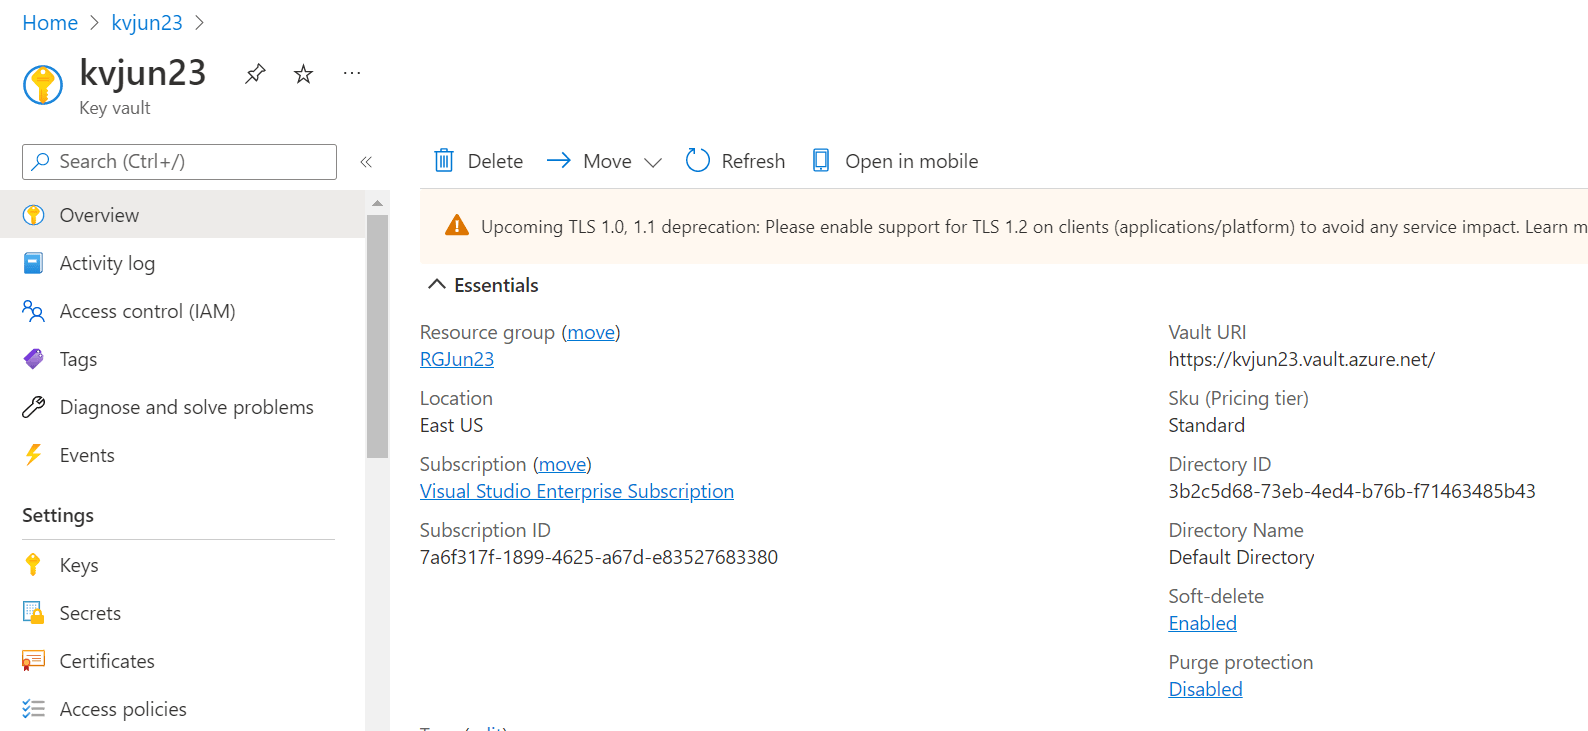 Home > kvjun23 >
kvjun23
Key vault
Search (Ctrl+/)
«
Delete
Move
Refresh
Open in mobile
Overview
Activity log
Access control (IAM)
Tags
Diagnose and solve problems
Events
Settings
Keys
Secrets
Certificates
Access policies
Upcoming TLS 1.0, 1.1 deprecation: Please enable support for TLS 1.2 on clients (applications/platform) to avoid any service impact. Learn m
Essentials
Resource group (move)
RGJun23
Location
East US
Subscription (move)
Visual Studio Enterprise Subscription
Subscription ID
7a6f317f-1899-4625-a67d-e83527683380
Vault URI
https://kvjun23.vault.azure.net/
Sku (Pricing tier)
Standard
Directory ID
3b2c5d68-73eb-4ed4-b76b-f71463485b43
Directory Name
Default Directory
Soft-delete
Enabled
Purge protection
Disabled